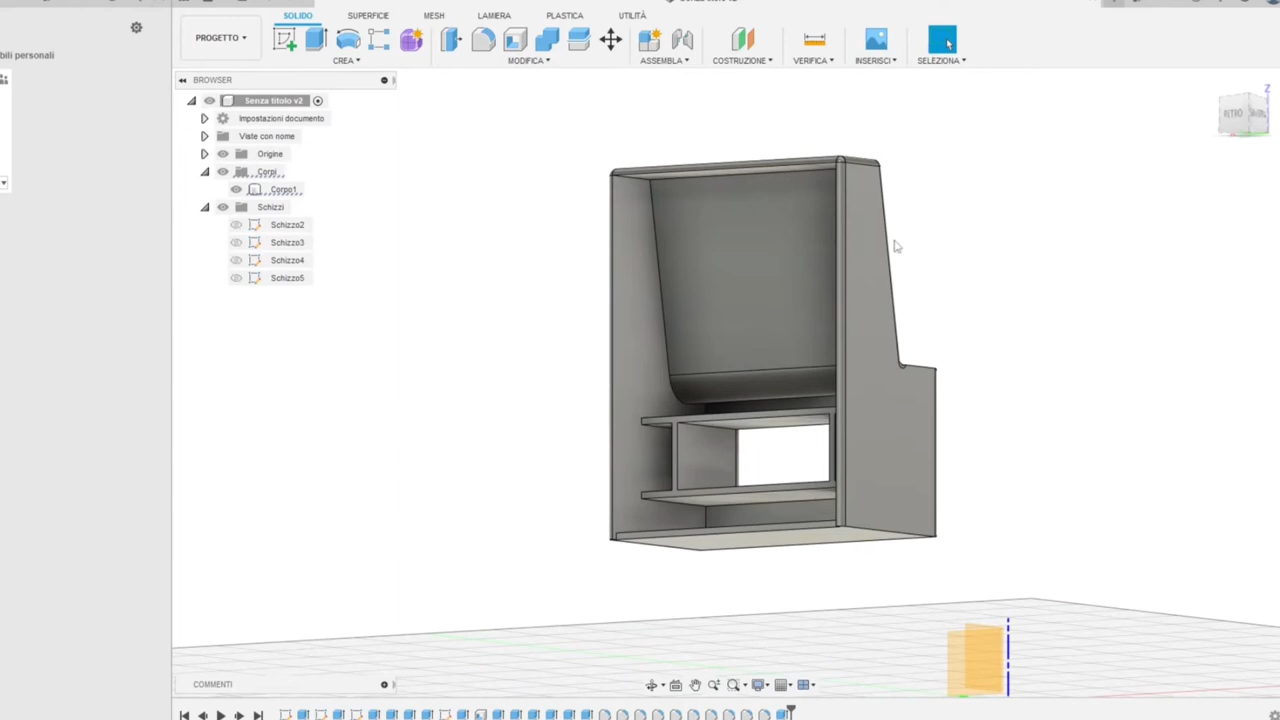 SOLIDO SUPERFICIE MESH LAMIERA PLASTICA UTILITÀ
PROGETTO ▾
CREA ▾ MODIFICA ▾ ASSEMBLA ▾ COSTRUZIONE ▾ VERIFICA ▾ INSERISCI ▾ SELEZIONA ▾
bili personali
BROWSER
Senza titolo v2
Impostazioni documento
Viste con nome
Origine
Corpi
Corpo1
Schizzi
Schizzo2
Schizzo3
Schizzo4
Schizzo5
Z
RETRO
COMMENTI